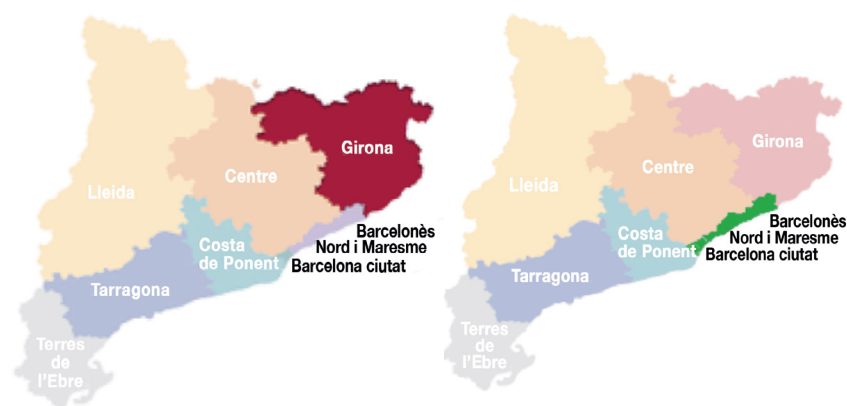 Girona
Centre
Lleida
Barcelonès
Nord i Maresme
Barcelona ciutat
Costa
de Ponent
Tarragona
Terres
de
l'Ebre
Girona
Centre
Lleida
Barcelonès
Nord i Maresme
Barcelona ciutat
Costa
de Ponent
Tarragona
Terres
de
l'Ebre